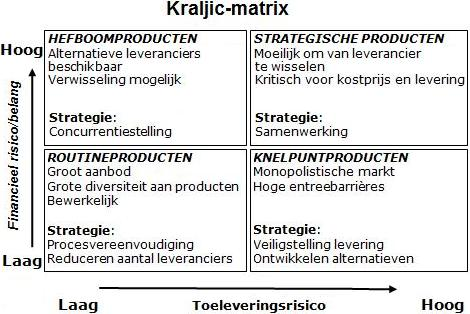 Kraljic-matrix
Hoog
Financieel risico/belang
Laag
HEFBOOMPRODUCTEN
Alternatieve leveranciers
beschikbaar
Verwisseling mogelijk
Strategie:
Concurrentiestelling
STRATEGISCHE PRODUCTEN
Moeilijk om van leverancier
te wisselen
Kritisch voor kostprijs en levering
Strategie:
Samenwerking
ROUTINEPRODUCTEN
Groot aanbod
Grote diversiteit aan producten
Bewerkelijk
Strategie:
Procesvereenvoudiging
Reduceren aantal leveranciers
KNELPUNTPRODUCTEN
Monopolistische markt
Hoge entreebarrières
Strategie:
Veiligstelling levering
Ontwikkelen alternatieven
Laag
Toeleveringsrisico
Hoog